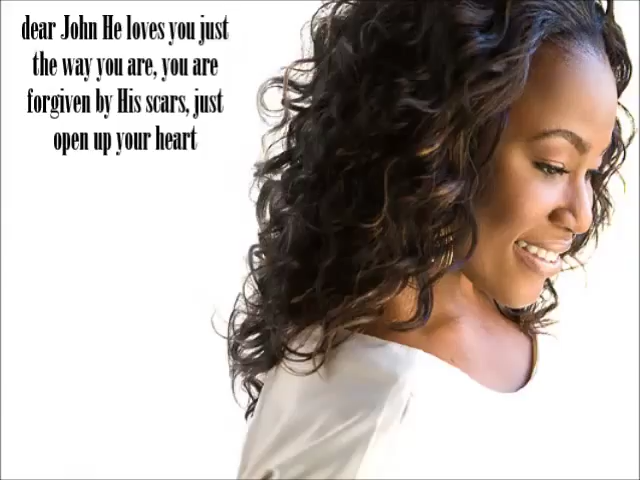 dear John He loves you just
the way you are, you are
forgiven by His scars, just
open up your heart